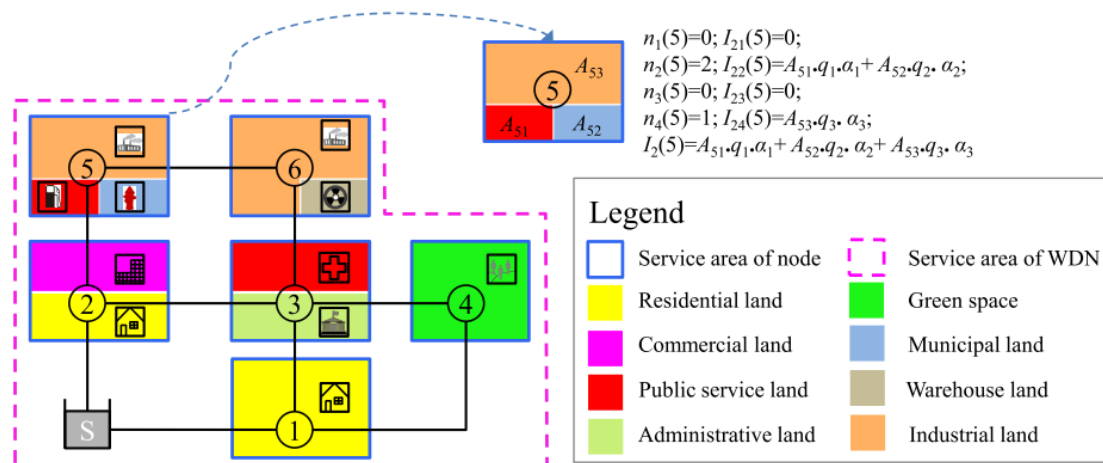 n₁(5)=0; I₂₁(5)=0;
n₂(5)=2; I₂₂(5)=A₅₁.q₁.α₁+ A₅₂.q₂. α₂;
n₃(5)=0; I₂₃(5)=0;
n₄(5)=1; I₂₄(5)=A₅₃.q₃. α₃;
I₂(5)=A₅₁.q₁.α₁+ A₅₂.q₂. α₂+ A₅₃.q₃. α₃
A₅₃
5
A₅₁ A₅₂
5 6
2 3 4
S 1
Legend
Service area of node Service area of WDN
Residential land Green space
Commercial land Municipal land
Public service land Warehouse land
Administrative land Industrial land